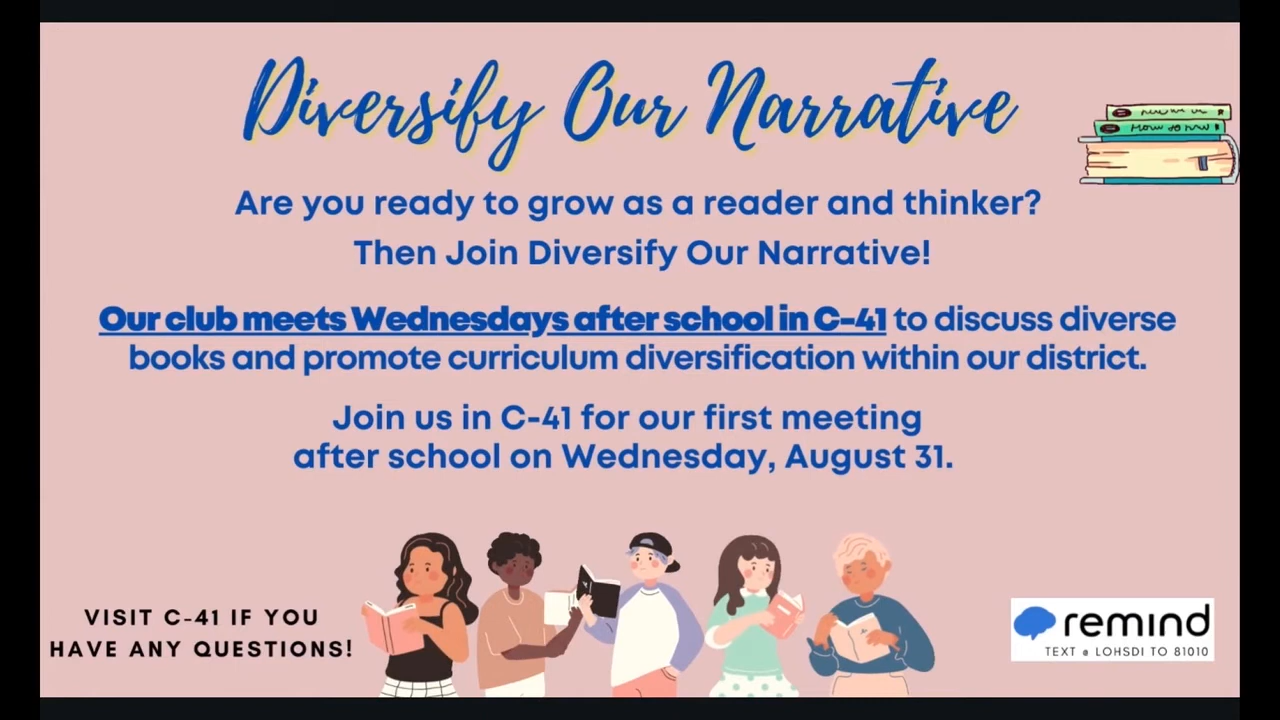 Diversify Our Narrative
Are you ready to grow as a reader and thinker?
Then Join Diversify Our Narrative!
Our club meets Wednesdays after school in C-41 to discuss diverse
books and promote curriculum diversification within our district.
Join us in C-41 for our first meeting
after school on Wednesday, August 31.
VISIT C-41 IF YOU
HAVE ANY QUESTIONS!
remind
TEXT @ LOHSDI TO 81010